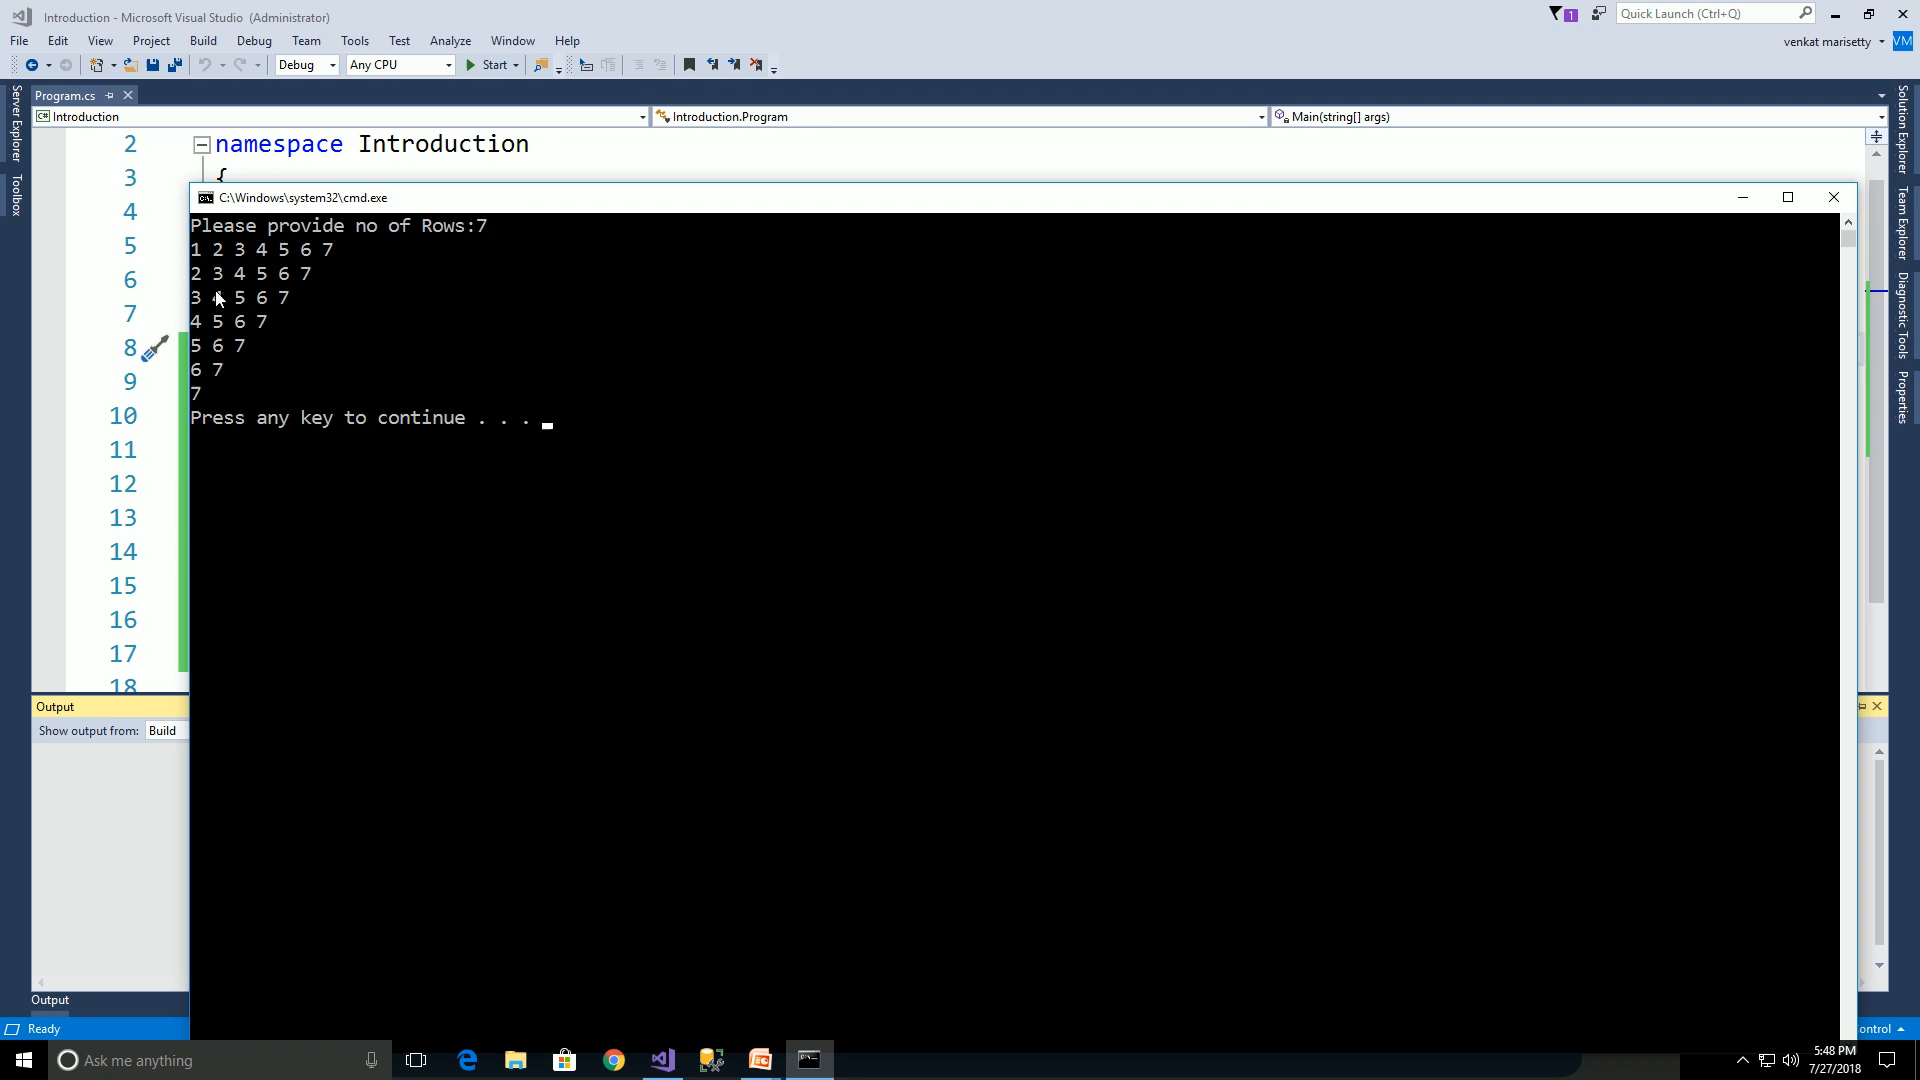 Introduction - Microsoft Visual Studio (Administrator)
1
Quick Launch (Ctrl+Q)
File Edit View Project Build Debug Team Tools Test Analyze Window Help
venkat marisetty VM
Debug Any CPU Start
Server Explorer
Toolbox
Program.cs
Introduction
Introduction.Program
Main(string[] args)
Solution Explorer
Team Explorer
Diagnostic Tools
Properties
2 namespace Introduction
3 {
4
5
6
7
8
9
10
11
12
13
14
15
16
17
18
C:\Windows\system32\cmd.exe
Please provide no of Rows:7
1 2 3 4 5 6 7
2 3 4 5 6 7
3 4 5 6 7
4 5 6 7
5 6 7
6 7
7
Press any key to continue . . .
Output
Show output from: Build
Output
Ready
ontrol
Ask me anything
5:48 PM
7/27/2018